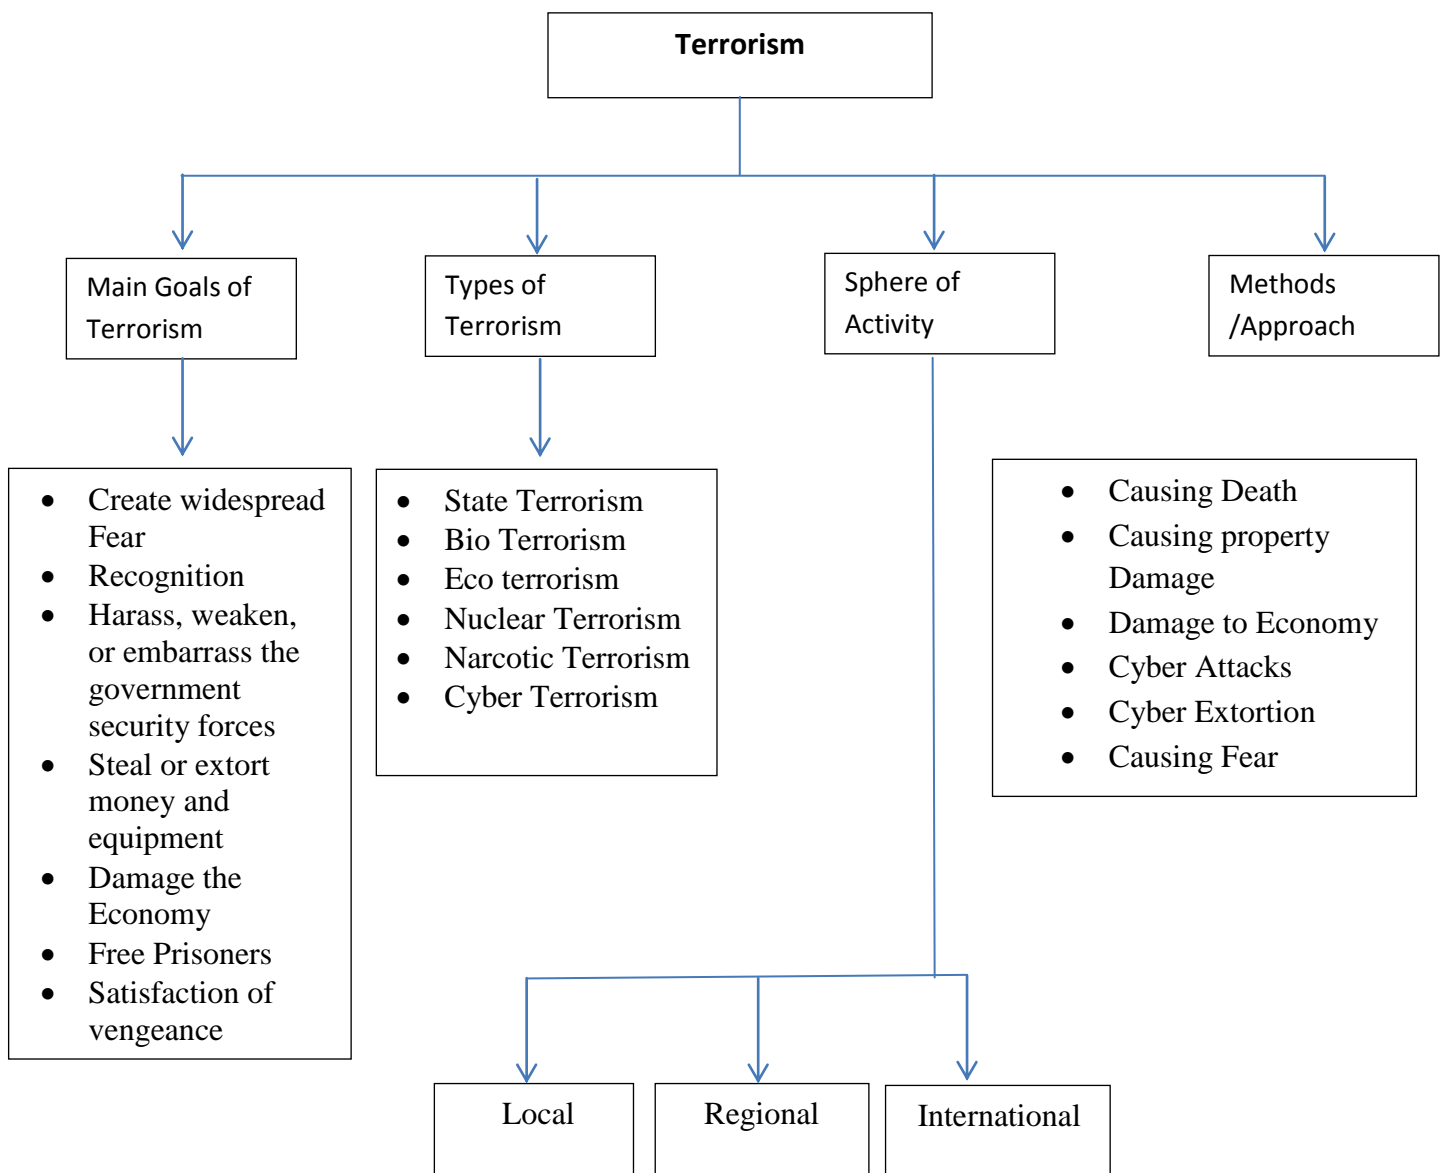 Terrorism
Main Goals of
Terrorism
Types of
Terrorism
Sphere of
Activity
Methods
/Approach
• Create widespread
Fear
• Recognition
• Harass, weaken,
or embarrass the
government
security forces
• Steal or extort
money and
equipment
• Damage the
Economy
• Free Prisoners
• Satisfaction of
vengeance
• State Terrorism
• Bio Terrorism
• Eco terrorism
• Nuclear Terrorism
• Narcotic Terrorism
• Cyber Terrorism
• Causing Death
• Causing property
Damage
• Damage to Economy
• Cyber Attacks
• Cyber Extortion
• Causing Fear
Local
Regional
International